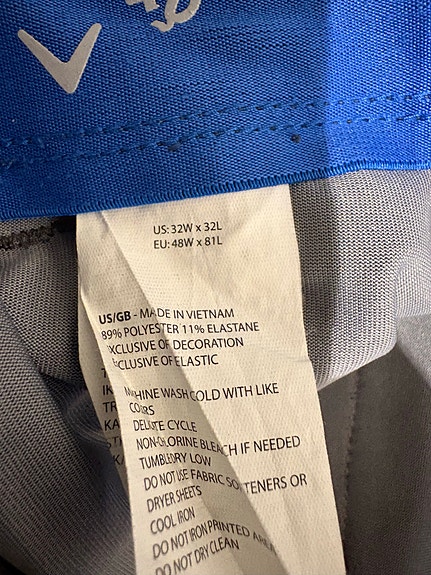 US: 32W x 32L
EU: 48W x 81L
US/GB - MADE IN VIETNAM
89% POLYESTER 11% ELASTANE
EXCLUSIVE OF DECORATION
EXCLUSIVE OF ELASTIC
MACHINE WASH COLD WITH LIKE
COLORS
DELICATE CYCLE
NON-CHLORINE BLEACH IF NEEDED
TUMBLE DRY LOW
DO NOT USE FABRIC SOFTENERS OR
DRYER SHEETS
COOL IRON
DO NOT IRON PRINTED AREA
DO NOT DRY CLEAN